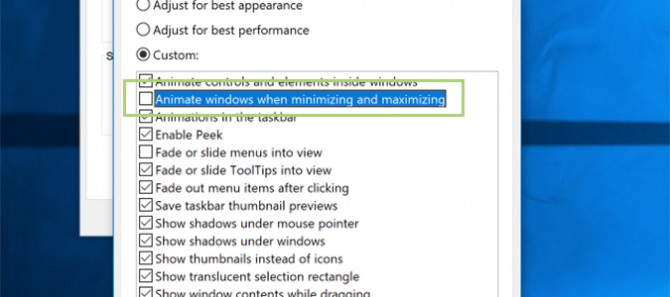 Adjust for best appearance
Adjust for best performance
Custom:
Animate controls and elements inside windows
Animate windows when minimizing and maximizing
Animations in the taskbar
Enable Peek
Fade or slide menus into view
Fade or slide ToolTips into view
Fade out menu items after clicking
Save taskbar thumbnail previews
Show shadows under mouse pointer
Show shadows under windows
Show thumbnails instead of icons
Show translucent selection rectangle
Show window contents while dragging